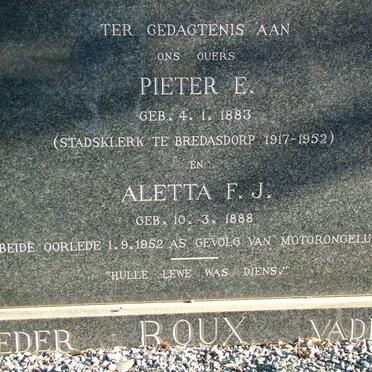 TER GEDAGTENIS AAN
ONS OUERS
PIETER E.
GEB. 4. 1. 1883
(STADSKLERK TE BREDASDORP 1917-1952)
EN
ALETTA F. J.
GEB. 10. 3. 1888
BEIDE OORLEDE 1. 9. 1952 AS GEVOLG VAN MOTORONGELU
"HULLE LEWE WAS DIENS."
EDER ROUX VAD